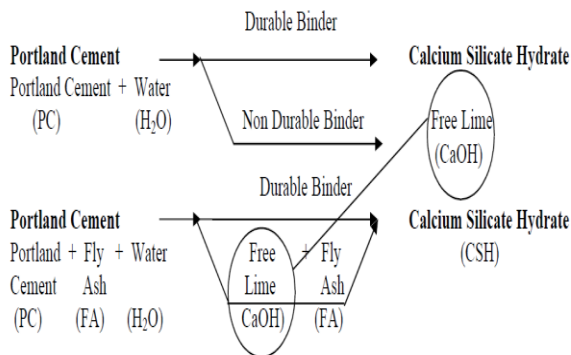 Durable Binder
Portland Cement Calcium Silicate Hydrate
Portland Cement + Water
(PC) (H₂O)
Non Durable Binder Free Lime
(CaOH)
Durable Binder
Portland Cement Calcium Silicate Hydrate
Portland + Fly + Water Free + Fly (CSH)
Cement Ash Lime Ash
(PC) (FA) (H₂O) CaOH) (FA)